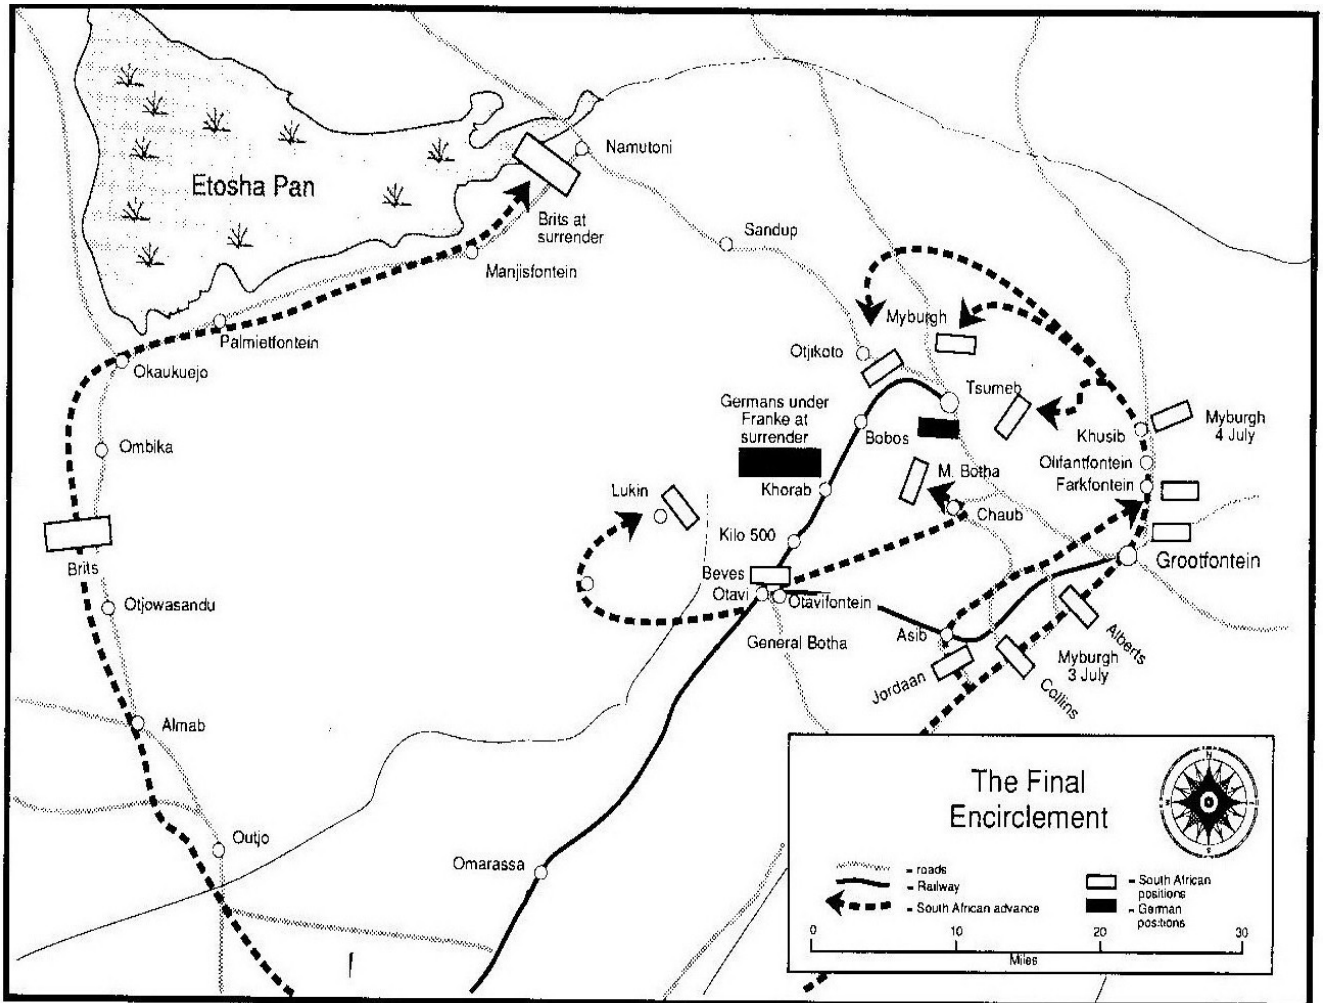 Namutoni
Etosha Pan
Brits at
surrender
Sandup
Manjisfontein
Myburgh
Palmietfontein
Otjikoto
Okaukuejo
Tsumeb
Germans under
Franke at
surrender
Myburgh
4 July
Bobos
Khusib
Ombika
Olifantfontein
M. Botha
Farkfontein
Lukin
Khorab
Chaub
Kilo 500
Grootfontein
Brits
Beves
Otavi
Otavifontein
Otjowasandu
Asib
General Botha
Alberts
Myburgh
3 July
Jordaan
Collins
Almab
The Final
Encirclement
N
Outjo
Omarassa
= roads
= Railway
= South African advance
= South African
positions
= German
positions
0 10 20 30
Miles